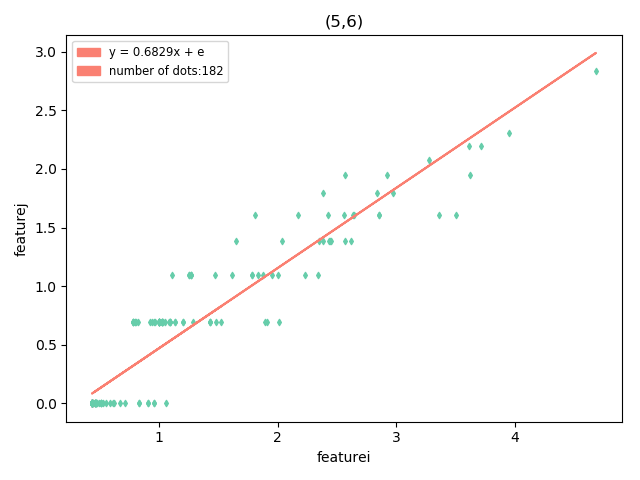 (5,6)
y = 0.6829x + e
number of dots:182
3.0
2.5
2.0
1.5
1.0
0.5
0.0
featurej
1 2 3 4
featurei